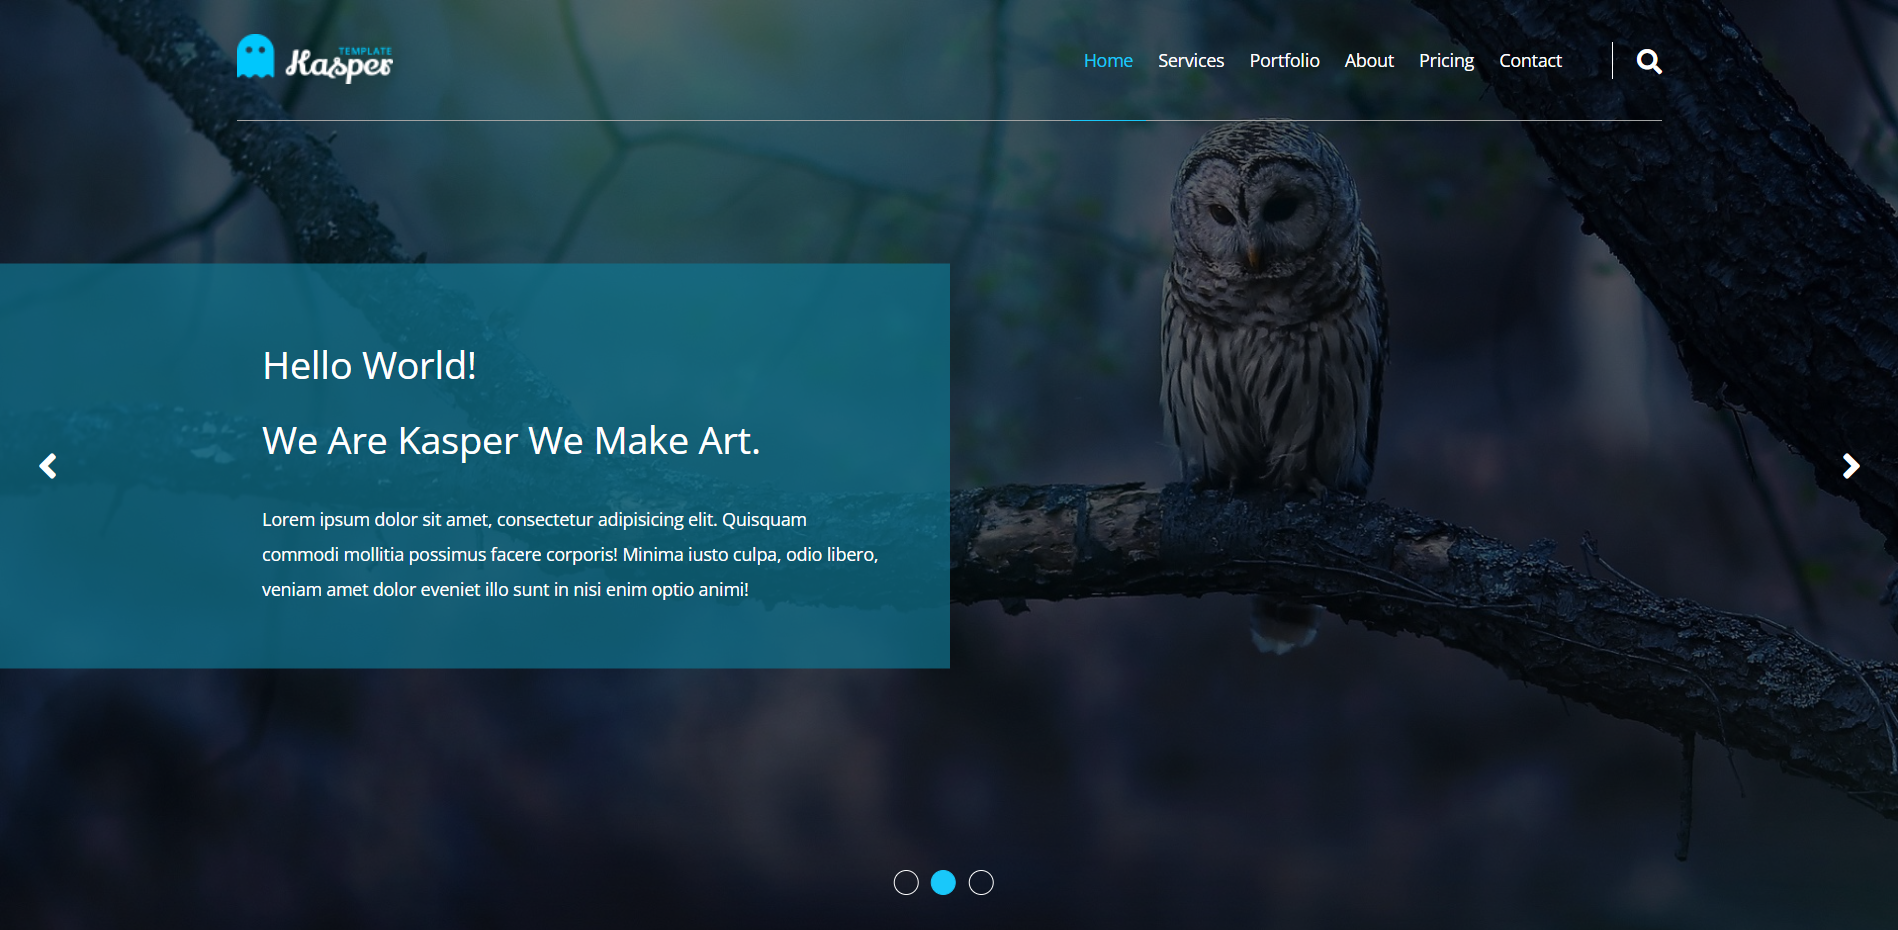 TEMPLATE
Kasper
Home Services Portfolio About Pricing Contact
Hello World!
We Are Kasper We Make Art.
Lorem ipsum dolor sit amet, consectetur adipisicing elit. Quisquam
commodi mollitia possimus facere corporis! Minima iusto culpa, odio libero,
veniam amet dolor eveniet illo sunt in nisi enim optio animi!